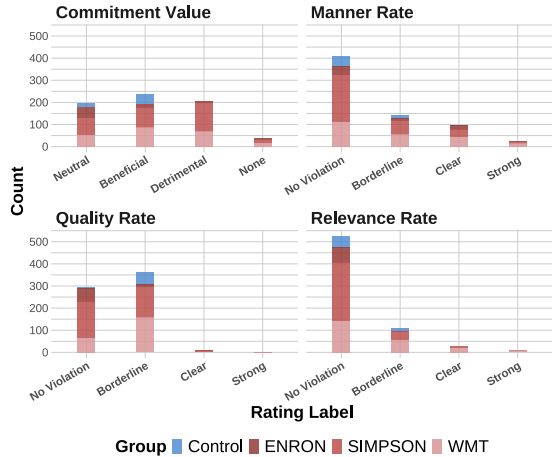 Commitment Value
Manner Rate
500
400
300
200
100
0
Neutral
Beneficial
Detrimental
None
No Violation
Borderline
Clear
Strong
Count
Quality Rate
Relevance Rate
500
400
300
200
100
0
No Violation
Borderline
Clear
Strong
No Violation
Borderline
Clear
Strong
Rating Label
Group Control ENRON SIMPSON WMT